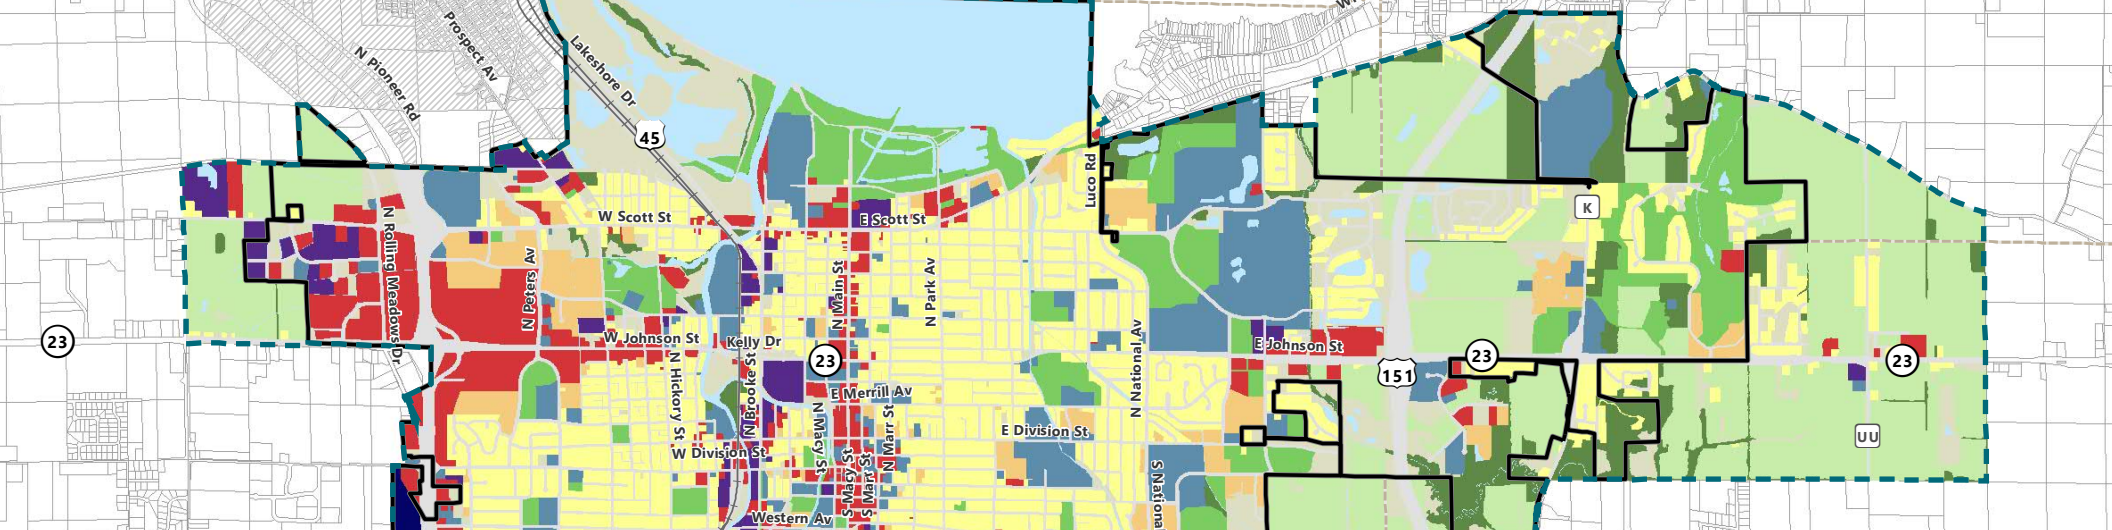 Prospect Av
N Pioneer Rd
Lakeshore Dr
45
Luco Rd
W Scott St
E Scott St
K
N Rolling Meadows Dr
N Peters Av
N Main St
N Park Av
23
W Johnson St
Kelly Dr
E Johnson St
N National Av
23
23
23
151
N Hickory St
N Brooke St
E Merrill Av
N Macy St
N Marr St
E Division St
W Division St
UU
S Macy St
S Marr St
S Nationa
Western Av